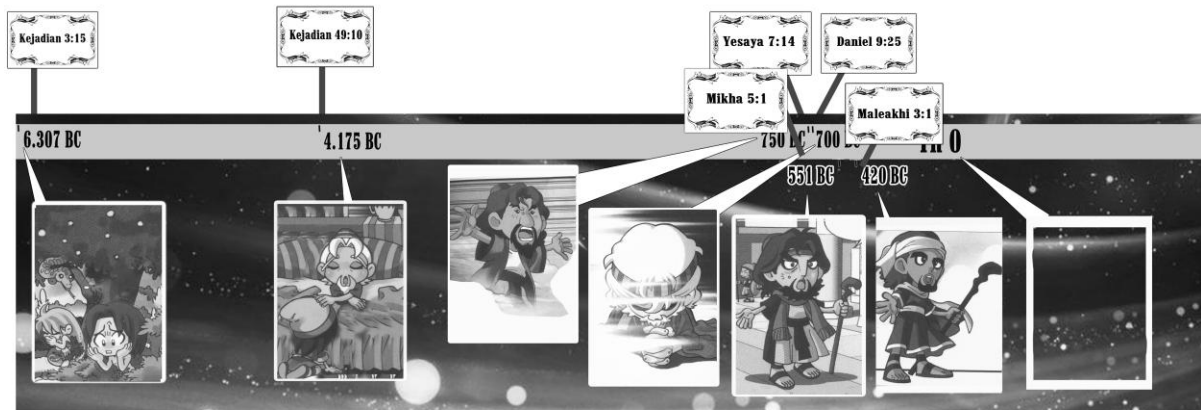 Kejadian 3:15
Kejadian 49:10
Yesaya 7:14
Daniel 9:25
Mikha 5:1
Maleakhi 3:1
6.307 BC
4.175 BC
750 BC
700
0
551 BC
420 BC